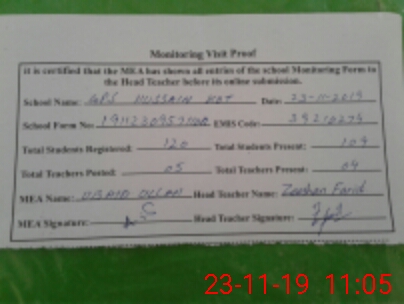 Monitoring Visit Proof
it is certified that the MEA has shown all entries of the school Monitoring Form to
the Head Teacher before its online submission.
School Name: GPS HUSSAIN KOT Date: 23-11-2019
School Form No: EMIS Code:
Total Students Registered: 120 Total Students Present: 109
Total Teachers Posted: 05 Total Teachers Present: 04
MEA Name: UBAID ULLAH Head Teacher Name: Zeeshan Farid
MEA Signature: Head Teacher Signature:
23-11-19 11:05